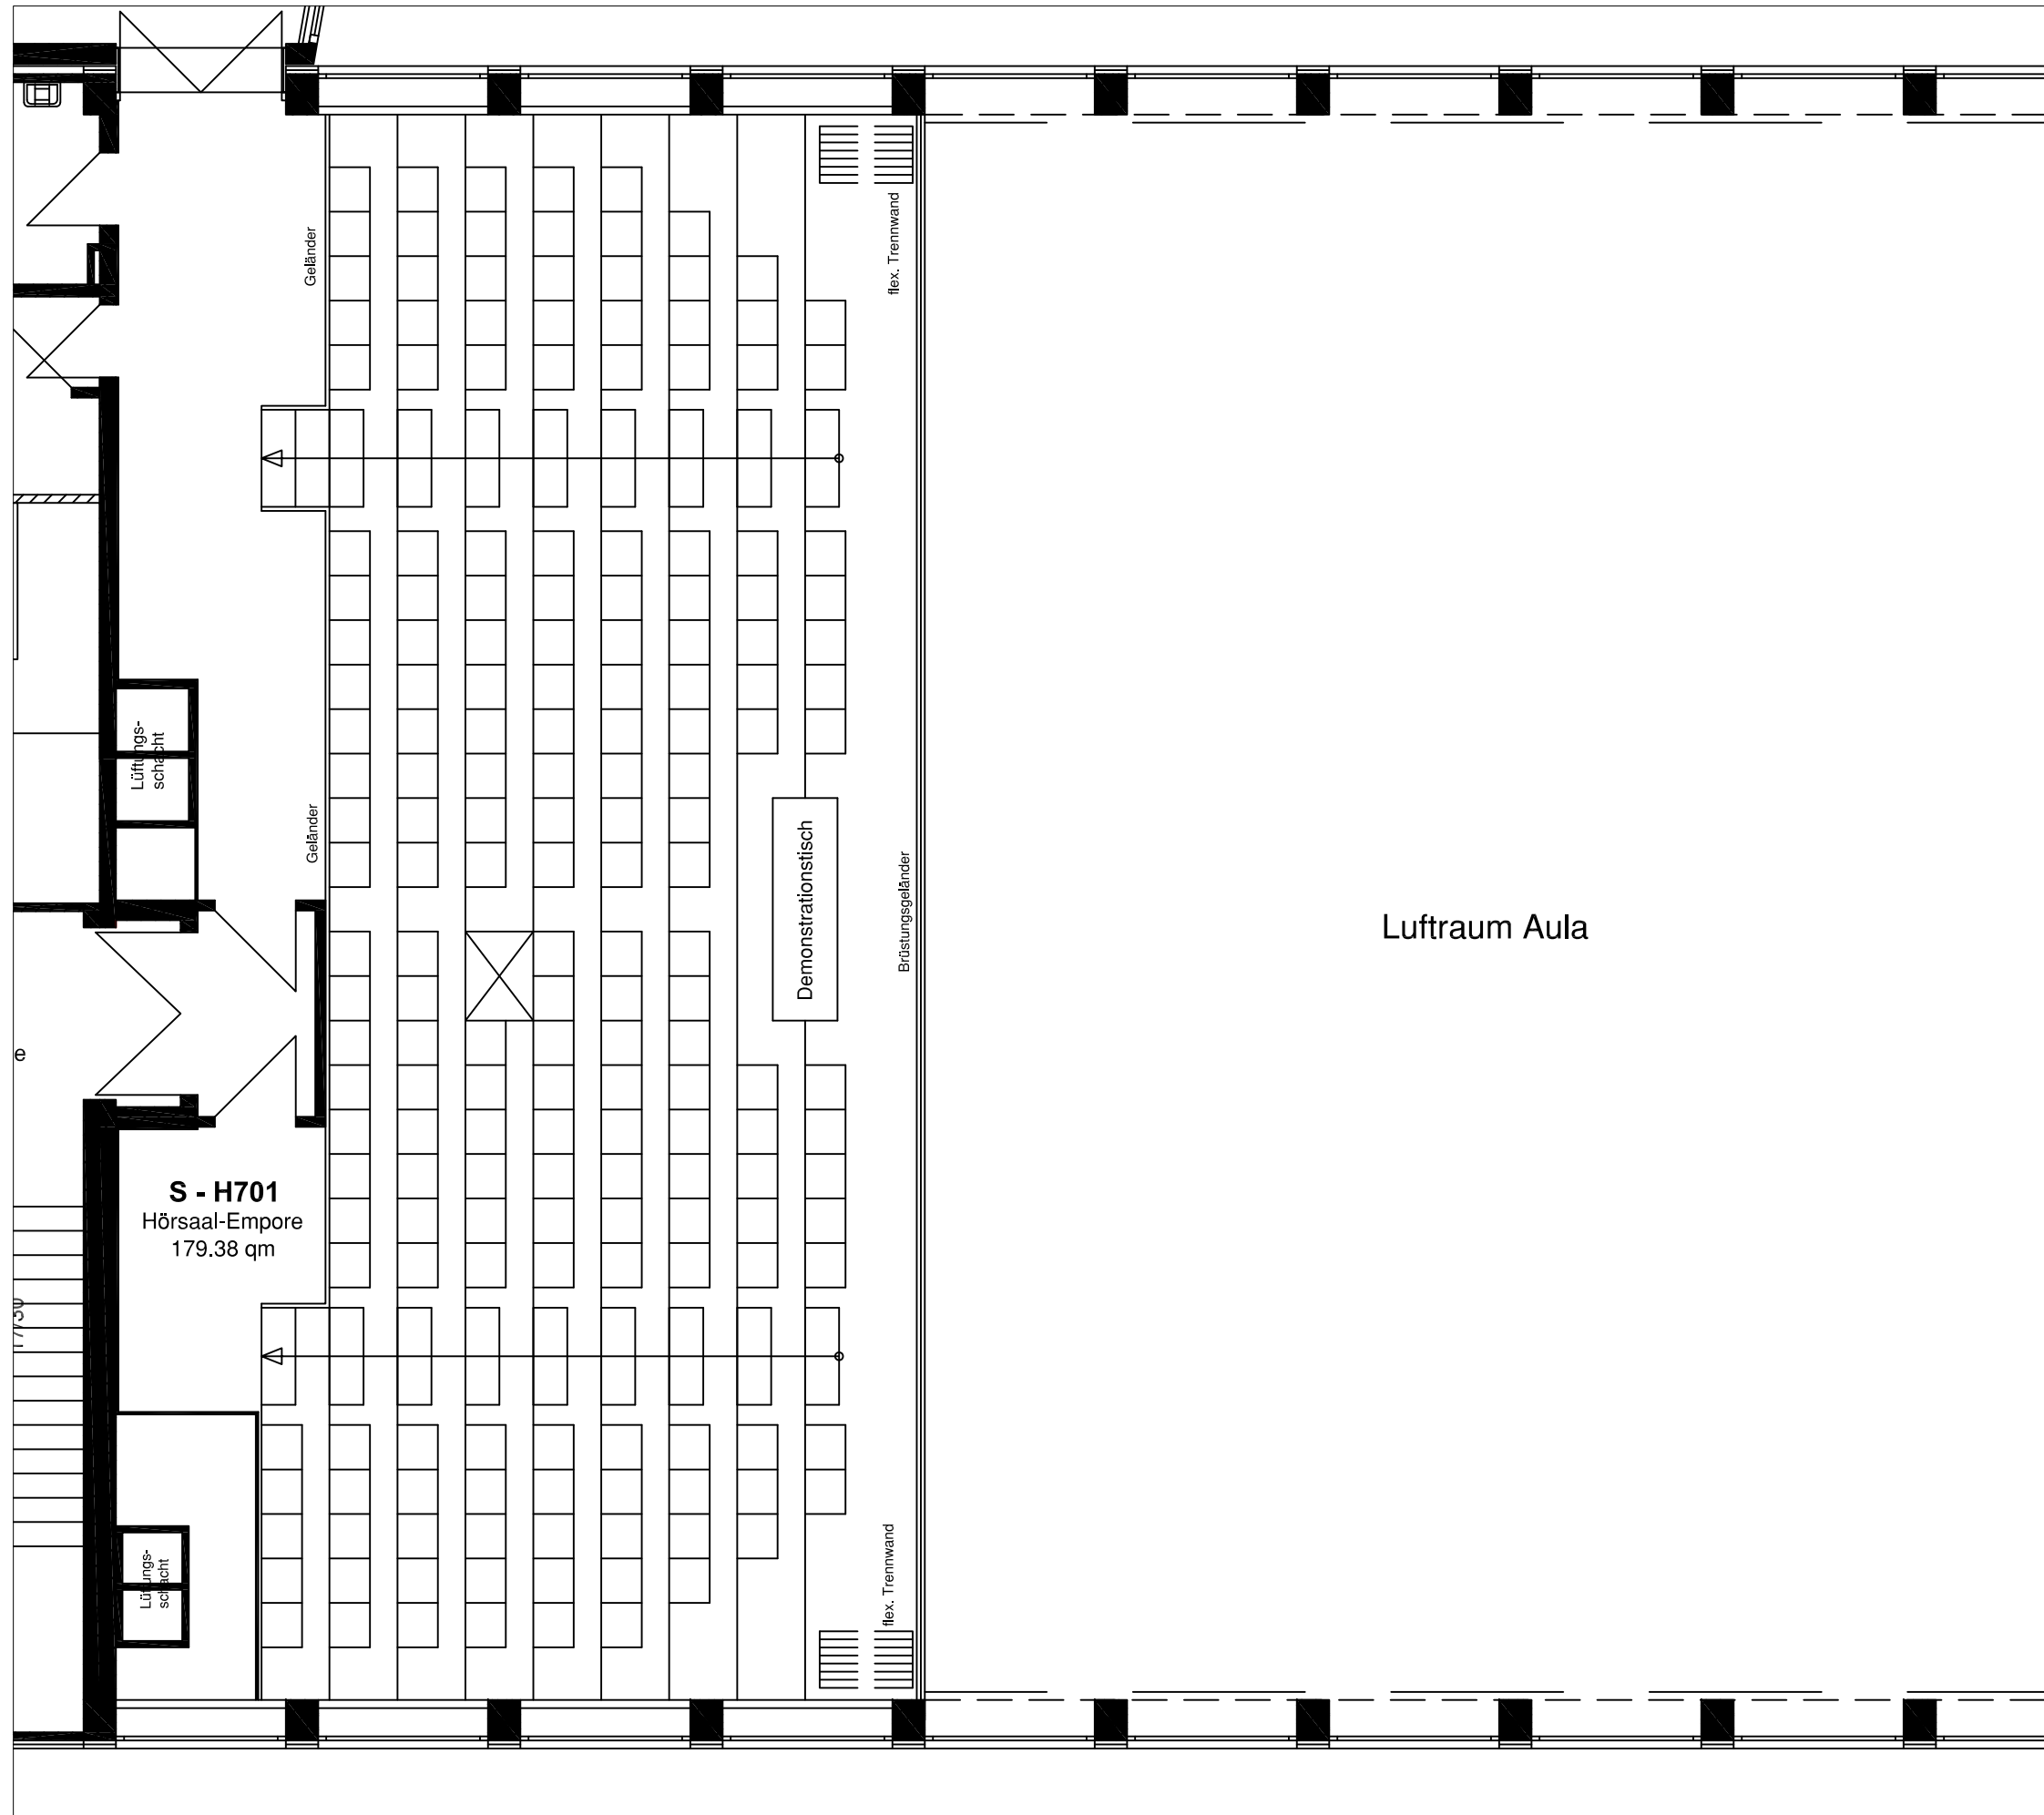 Geländer
flex. Trennwand
Lüftungs-
schacht
Geländer
Demonstrationstisch
Brüstungsgeländer
Luftraum Aula
e
S - H701
Hörsaal-Empore
179.38 qm
flex. Trennwand
Lüftungs-
schacht